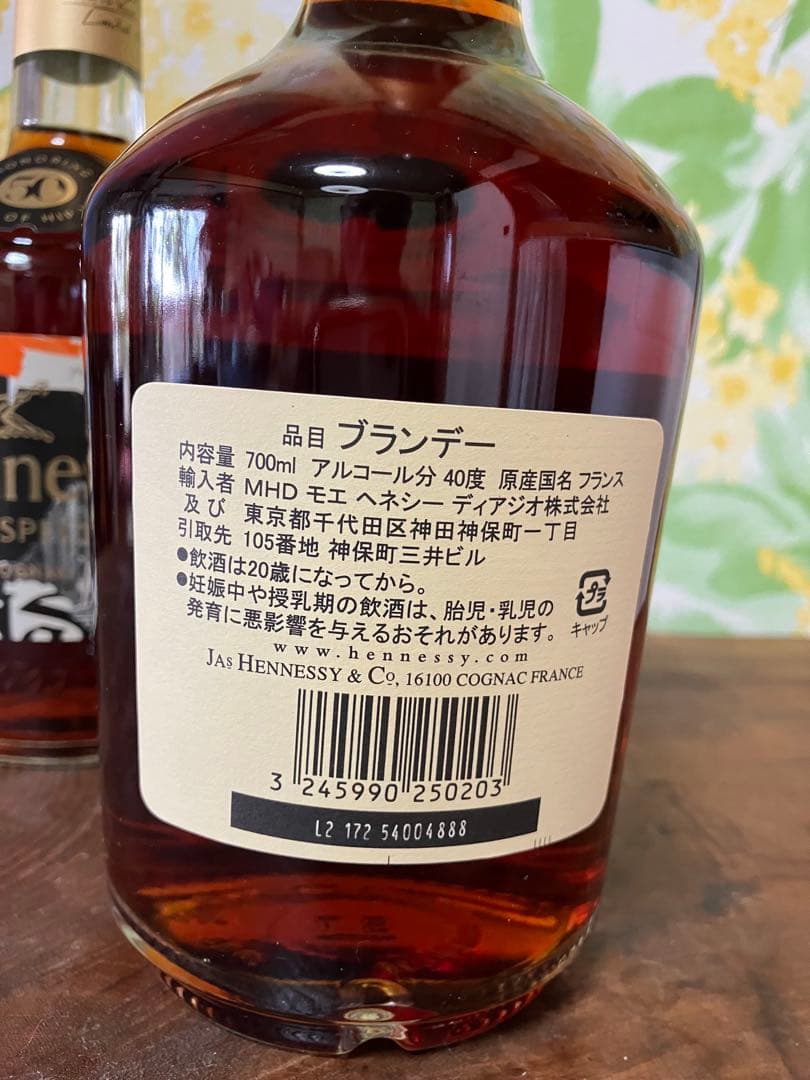 Limited
HONORING
50
OF HIP
品目 ブランデー
内容量 700ml アルコール分 40度 原産国名 フランス
輸入者 MHD モエ ヘネシー ディアジオ株式会社
及び 東京都千代田区神田神保町一丁目
引取先 105番地 神保町三井ビル
●飲酒は20歳になってから。
●妊娠中や授乳期の飲酒は、胎児・乳児の
発育に悪影響を与えるおそれがあります。
プラ
キャップ
www.hennessy.com
JAS HENNESSY & CO, 16100 COGNAC FRANCE
3 245990 250203
L2 172 54004888